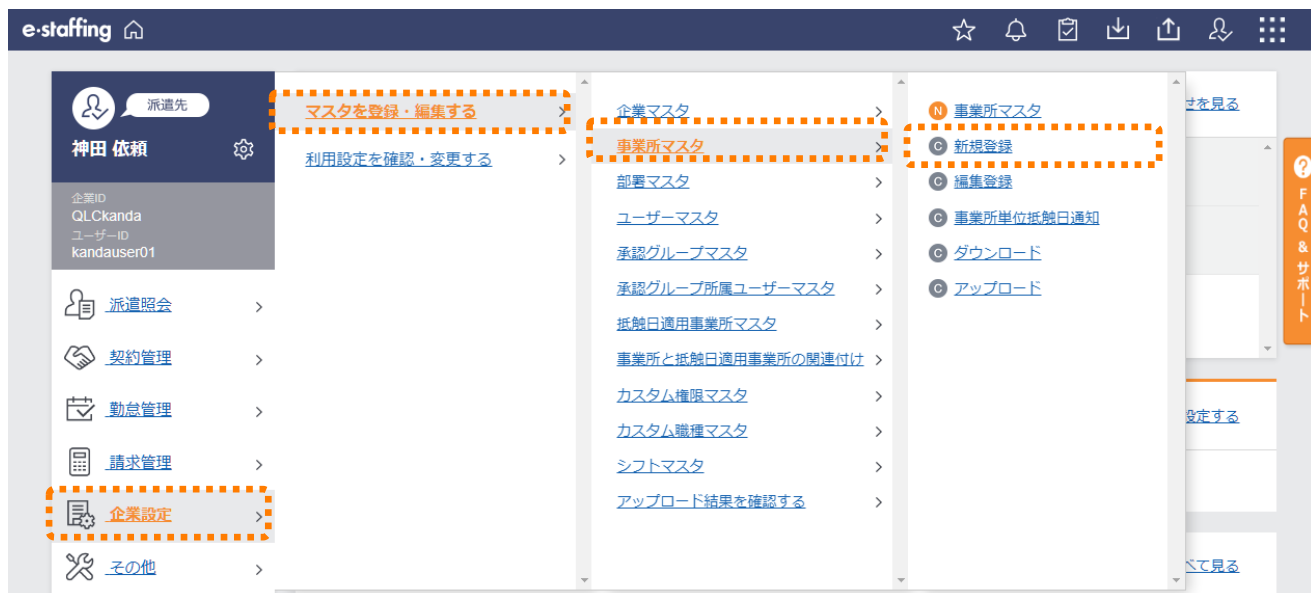 e-staffing
派遣先
神田 依頼
企業ID
QLCkanda
ユーザーID
kandauser01
派遣照会
契約管理
勤怠管理
請求管理
企業設定
その他
マスタを登録・編集する
利用設定を確認・変更する
企業マスタ
事業所マスタ
部署マスタ
ユーザーマスタ
承認グループマスタ
承認グループ所属ユーザーマスタ
抵触日適用事業所マスタ
事業所と抵触日適用事業所の関連付け
カスタム権限マスタ
カスタム職種マスタ
シフトマスタ
アップロード結果を確認する
N 事業所マスタ
C 新規登録
C 編集登録
C 事業所単位抵触日通知
C ダウンロード
C アップロード
せを見る
設定する
べて見る
? FAQ & サポート